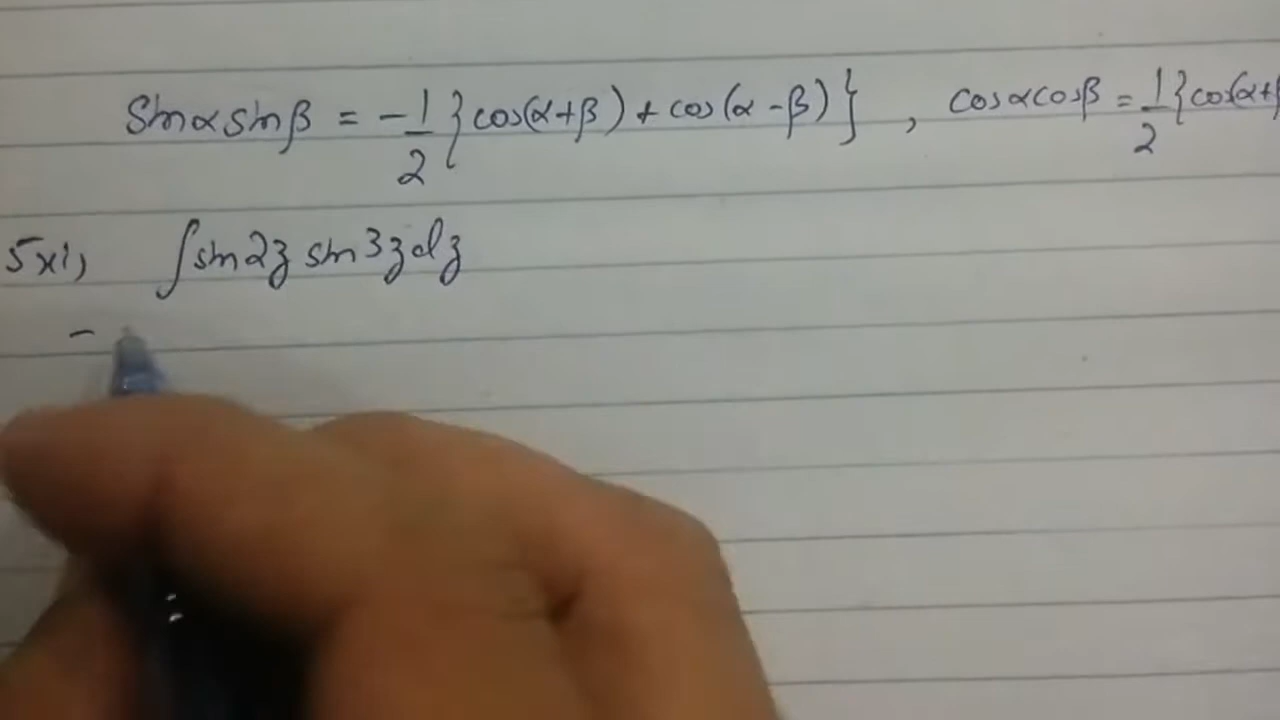 Sinα sinβ = -1/2 {cos(α+β) + cos(α-β)} , cosα cosβ = 1/2 {cos(α+β
5xi, ∫sin2z sin3z dz
-